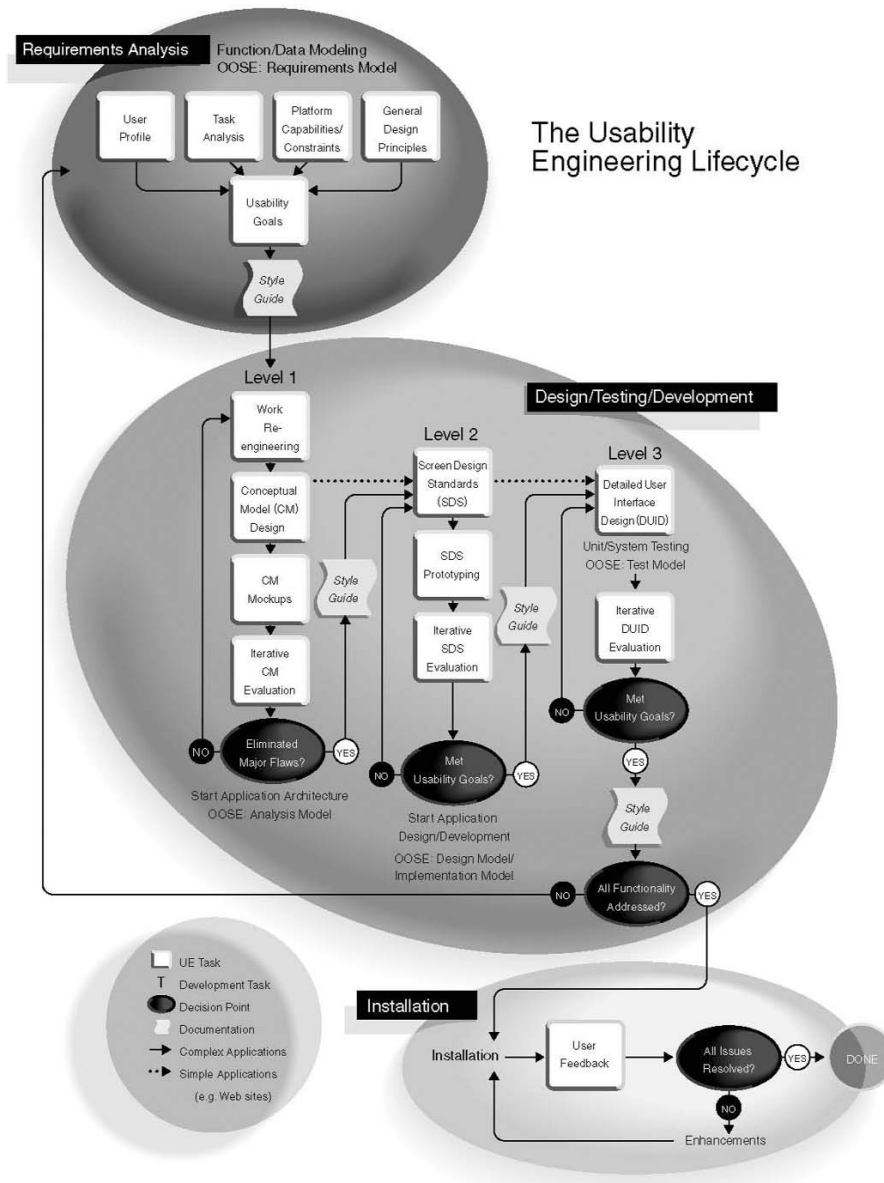 Requirements Analysis
Function/Data Modeling
OOSE: Requirements Model
User
Profile
Task
Analysis
Platform
Capabilities/
Constraints
General
Design
Principles
The Usability
Engineering Lifecycle
Usability
Goals
Style
Guide
Design/Testing/Development
Level 1
Work
Re-
engineering
Conceptual
Model (CM)
Design
CM
Mockups
Iterative
CM
Evaluation
NO
Eliminated
Major Flaws?
YES
Start Application Architecture
OOSE: Analysis Model
Style
Guide
Level 2
Screen Design
Standards
(SDS)
SDS
Prototyping
Iterative
SDS
Evaluation
NO
Met
Usability Goals?
YES
Start Application
Design/Development
OOSE: Design Model/
Implementation Model
Style
Guide
Level 3
Detailed User
Interface
Design (DUID)
Unit/System Testing
OOSE: Test Model
Iterative
DUID
Evaluation
NO
Met
Usability Goals?
YES
Style
Guide
NO
All Functionality
Addressed?
YES
UE Task
T Development Task
Decision Point
Documentation
Complex Applications
Simple Applications
(e.g. Web sites)
Installation
Installation
User
Feedback
All Issues
Resolved?
YES
DONE
NO
Enhancements